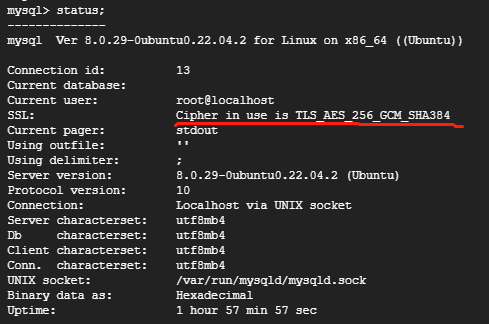 mysql> status;
--------------
mysql  Ver 8.0.29-0ubuntu0.22.04.2 for Linux on x86_64 ((Ubuntu))

Connection id:          13
Current database:
Current user:           root@localhost
SSL:                    Cipher in use is TLS_AES_256_GCM_SHA384
Current pager:          stdout
Using outfile:          ''
Using delimiter:        ;
Server version:         8.0.29-0ubuntu0.22.04.2 (Ubuntu)
Protocol version:       10
Connection:             Localhost via UNIX socket
Server characterset:    utf8mb4
Db     characterset:    utf8mb4
Client characterset:    utf8mb4
Conn.  characterset:    utf8mb4
UNIX socket:            /var/run/mysqld/mysqld.sock
Binary data as:         Hexadecimal
Uptime:                 1 hour 57 min 57 sec